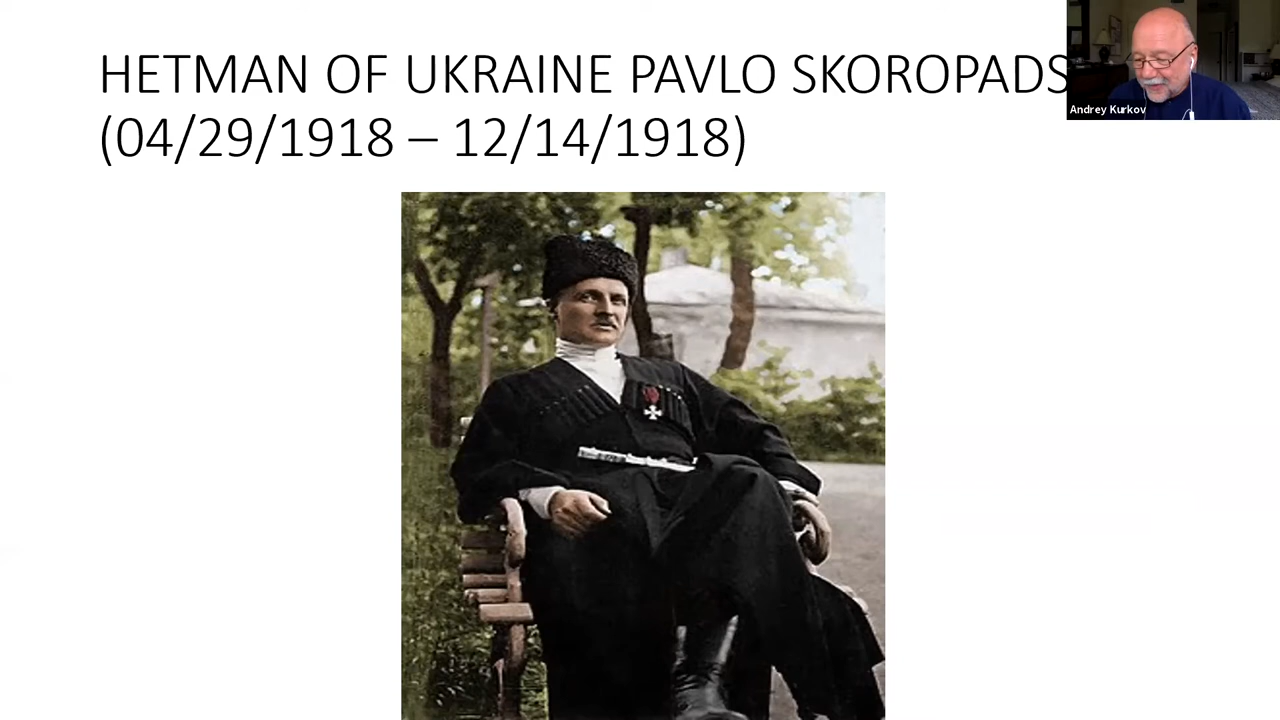 HETMAN OF UKRAINE PAVLO SKOROPADS
(04/29/1918 – 12/14/1918)
Andrey Kurkov